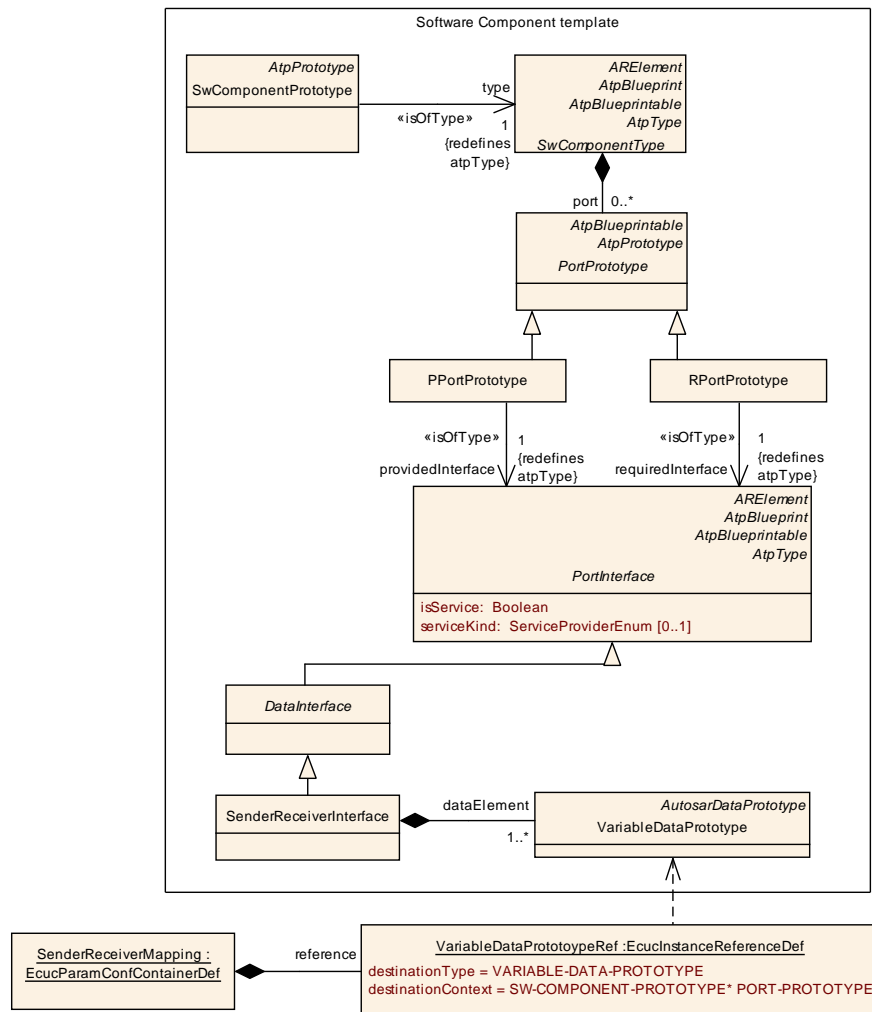 Software Component template
AtpPrototype
SwComponentPrototype
type
«isOfType»
1
{redefines
atpType}
ARElement
AtpBlueprint
AtpBlueprintable
AtpType
SwComponentType
port
0..*
AtpBlueprintable
AtpPrototype
PortPrototype
PPortPrototype
RPortPrototype
«isOfType»
1
{redefines
atpType}
providedInterface
«isOfType»
1
{redefines
atpType}
requiredInterface
ARElement
AtpBlueprint
AtpBlueprintable
AtpType
PortInterface
isService: Boolean
serviceKind: ServiceProviderEnum [0..1]
DataInterface
SenderReceiverInterface
dataElement
1..*
AutosarDataPrototype
VariableDataPrototype
SenderReceiverMapping :
EcucParamConfContainerDef
reference
VariableDataPrototoypeRef :EcucInstanceReferenceDef
destinationType = VARIABLE-DATA-PROTOTYPE
destinationContext = SW-COMPONENT-PROTOTYPE* PORT-PROTOTYPE